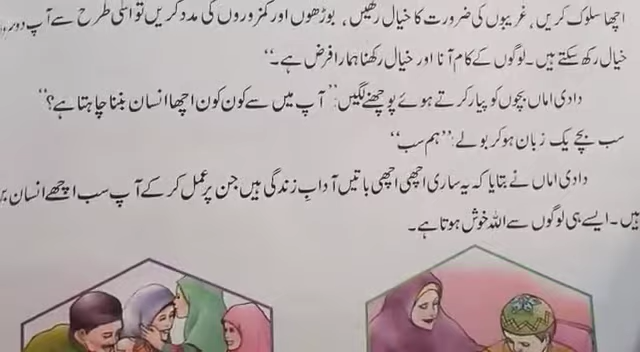 اچھا سلوک کریں، غریبوں کی ضرورت کا خیال رکھیں، بوڑھوں اور کمزوروں کی مدد کریں تو اسی طرح سے آپ
خیال رکھ سکتے ہیں۔ لوگوں کے کام آنا اور خیال رکھنا ہمارا فرض ہے۔“
دادی اماں بچوں کو پیار کرتے ہوئے پوچھنے لگیں: ”آپ میں سے کون کون اچھا انسان بننا چاہتا ہے؟“
سب بچے یک زبان ہو کر بولے: ”ہم سب“
دادی اماں نے بتایا کہ یہ ساری اچھی اچھی باتیں آدابِ زندگی ہیں جن پر عمل کر کے آپ سب اچھے انسان
ہیں۔ ایسے ہی لوگوں سے اللہ خوش ہوتا ہے۔